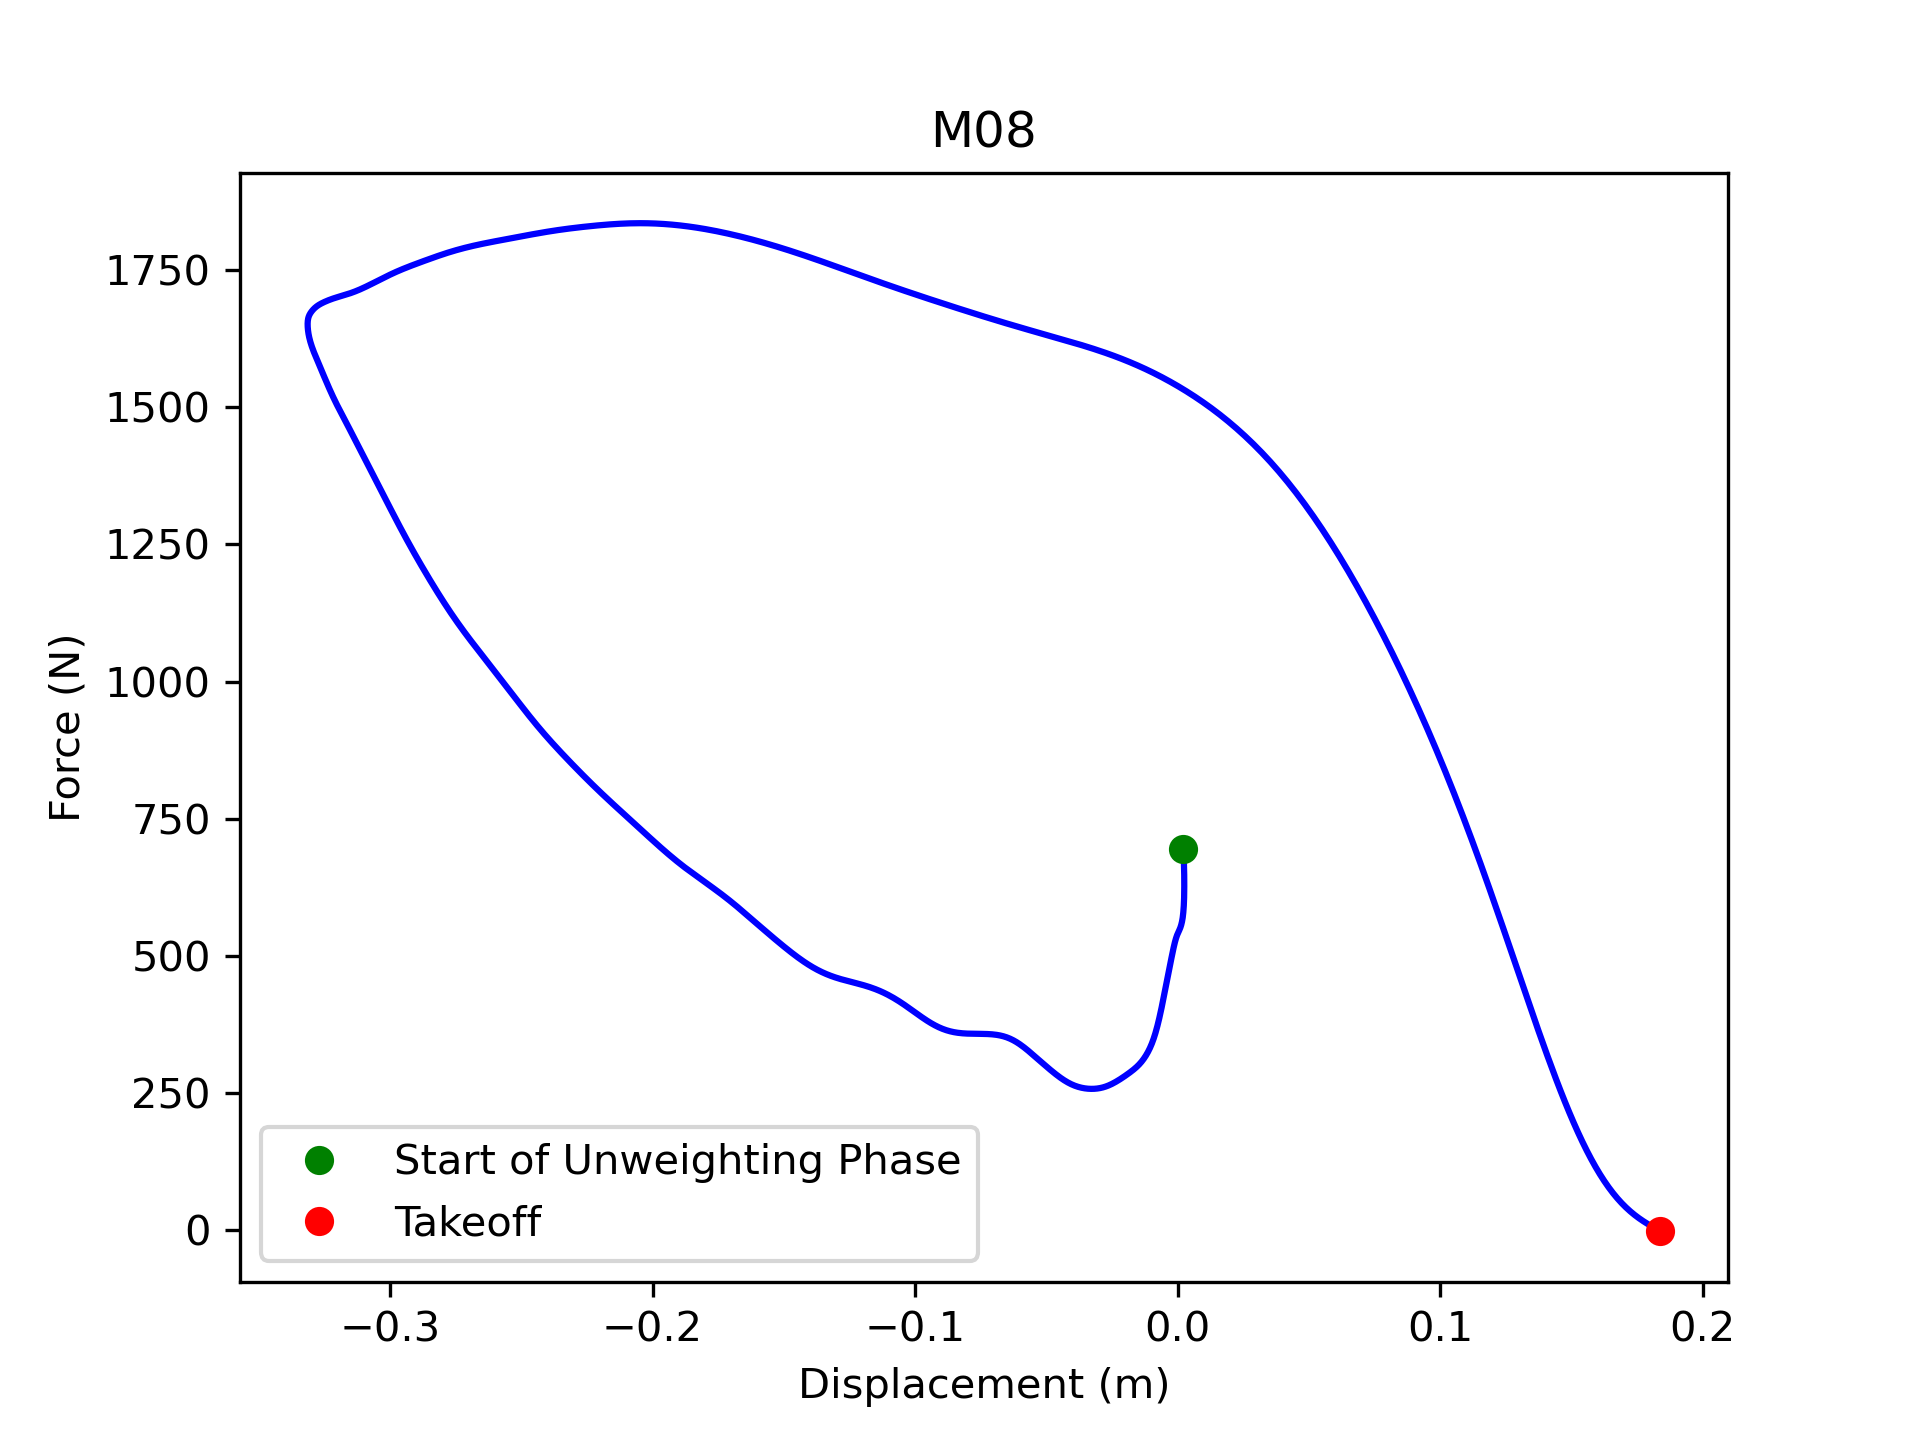 M08
1750
1500
1250
1000
750
500
250
0
Force (N)
Start of Unweighting Phase
Takeoff
−0.3 −0.2 −0.1 0.0 0.1 0.2
Displacement (m)